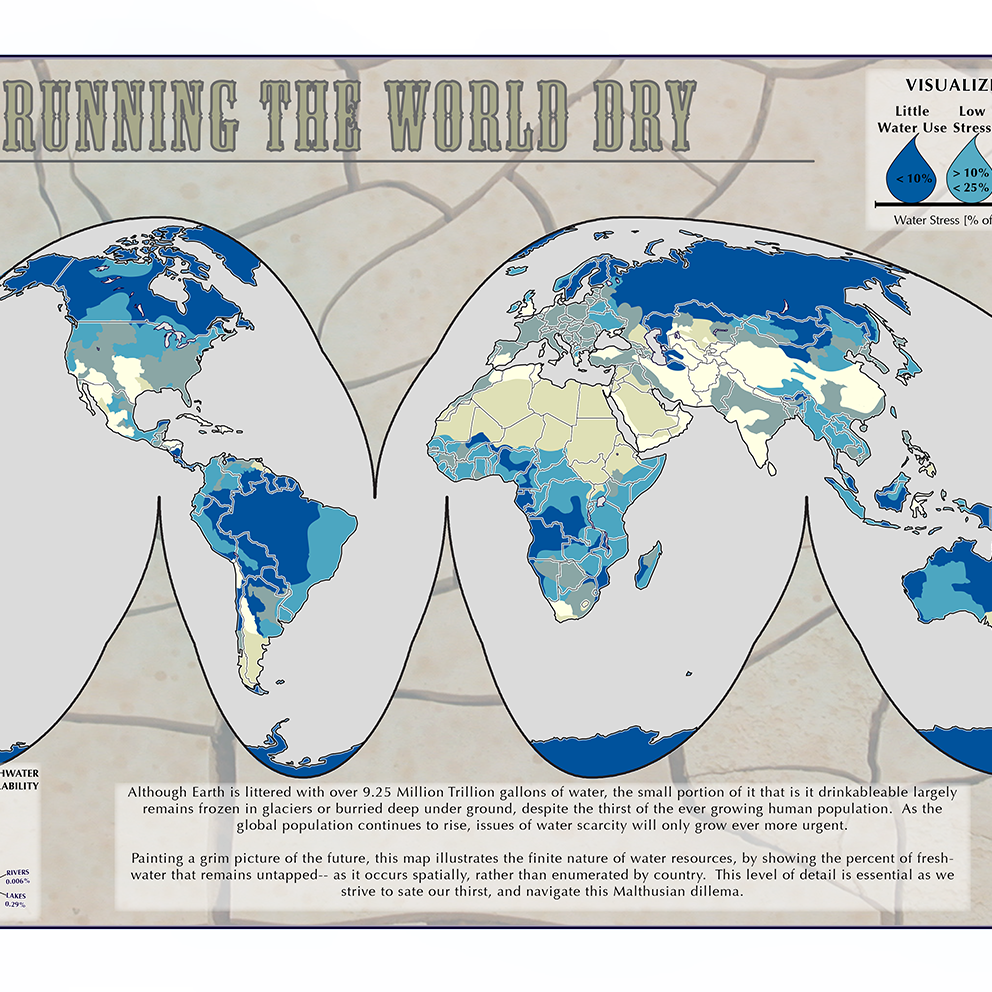 RUNNING THE WORLD DRY
VISUALIZI
Little Low
Water Use Stress
< 10%
> 10%
< 25%
Water Stress [% of
HWATER
ABILITY
RIVERS
0.006%
LAKES
0.29%
Although Earth is littered with over 9.25 Million Trillion gallons of water, the small portion of it that is it drinkableable largely
remains frozen in glaciers or burried deep under ground, despite the thirst of the ever growing human population. As the
global population continues to rise, issues of water scarcity will only grow ever more urgent.
Painting a grim picture of the future, this map illustrates the finite nature of water resources, by showing the percent of fresh-
water that remains untapped-- as it occurs spatially, rather than enumerated by country. This level of detail is essential as we
strive to sate our thirst, and navigate this Malthusian dillema.